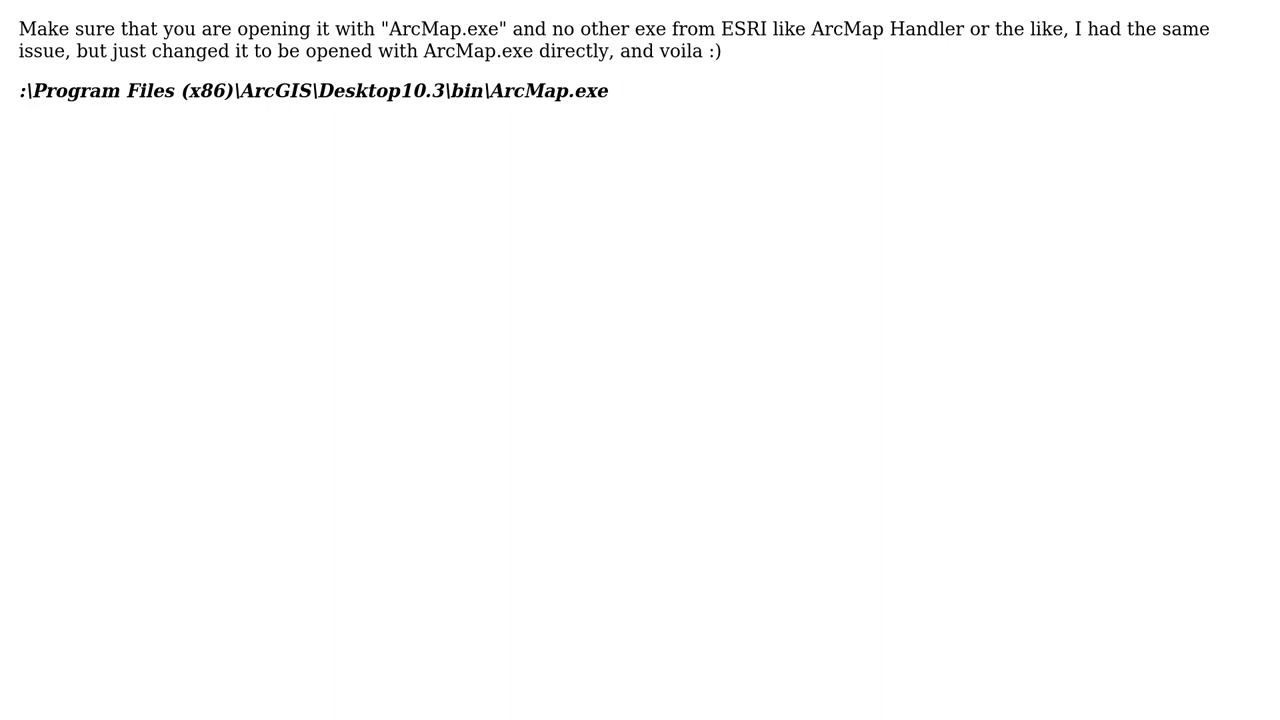 Make sure that you are opening it with "ArcMap.exe" and no other exe from ESRI like ArcMap Handler or the like, I had the same
issue, but just changed it to be opened with ArcMap.exe directly, and voila :)
:\Program Files (x86)\ArcGIS\Desktop10.3\bin\ArcMap.exe